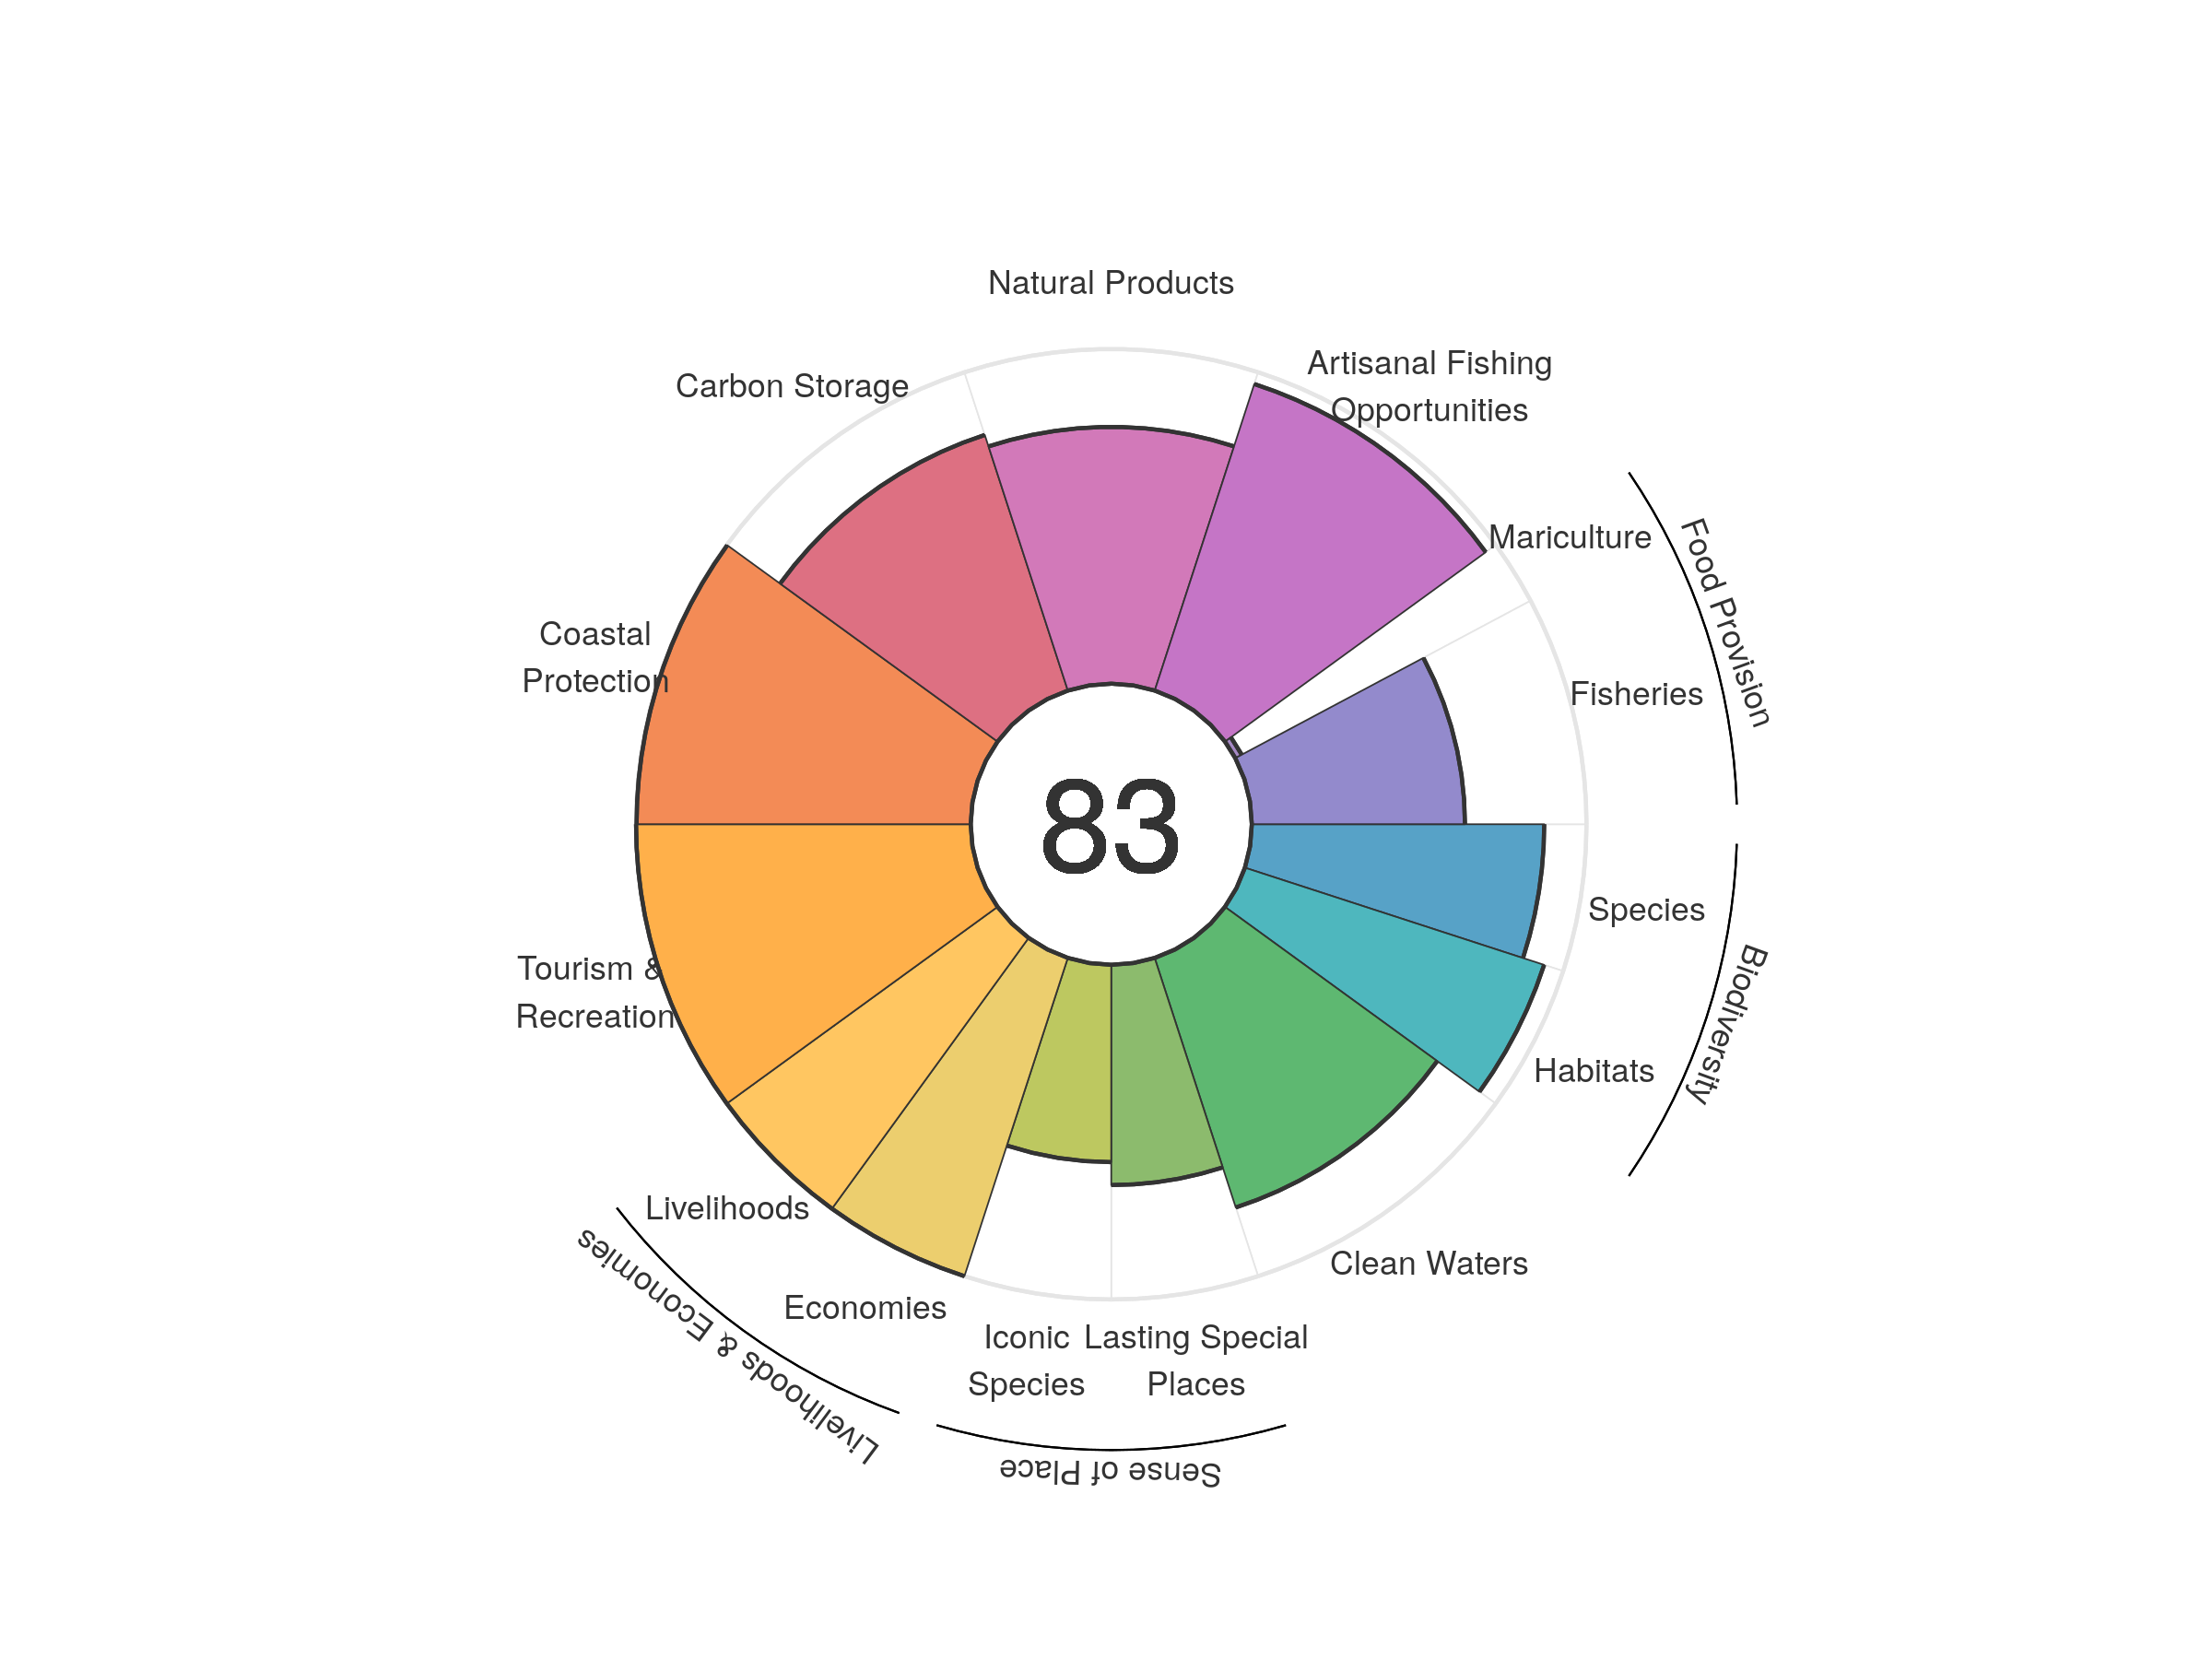 Natural Products
Carbon Storage
Artisanal Fishing
Opportunities
Mariculture
Food Provision
Fisheries
Coastal
Protection
83
Species
Biodiversity
Habitats
Tourism &
Recreation
Livelihoods
Livelihoods & Economies
Economies
Clean Waters
Iconic
Species
Lasting Special
Places
Sense of Place